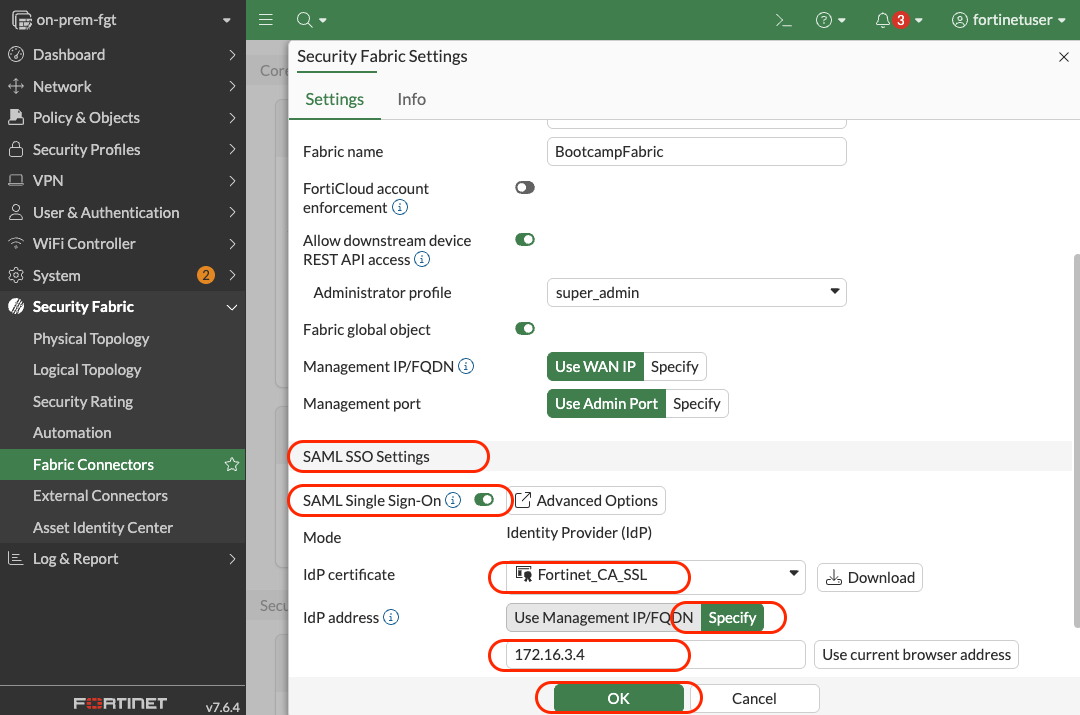 on-prem-fgt
3
fortinetuser
Dashboard
Network
Policy & Objects
Security Profiles
VPN
User & Authentication
WiFi Controller
System
2
Security Fabric
Physical Topology
Logical Topology
Security Rating
Automation
Fabric Connectors
External Connectors
Asset Identity Center
Log & Report
FORTINET
v7.6.4
Core
Secu
Security Fabric Settings
Settings
Info
Fabric name
BootcampFabric
FortiCloud account
enforcement
Allow downstream device
REST API access
Administrator profile
super_admin
Fabric global object
Management IP/FQDN
Use WAN IP
Specify
Management port
Use Admin Port
Specify
SAML SSO Settings
SAML Single Sign-On
Advanced Options
Mode
Identity Provider (IdP)
IdP certificate
Fortinet_CA_SSL
Download
IdP address
Use Management IP/FQDN
Specify
172.16.3.4
Use current browser address
OK
Cancel